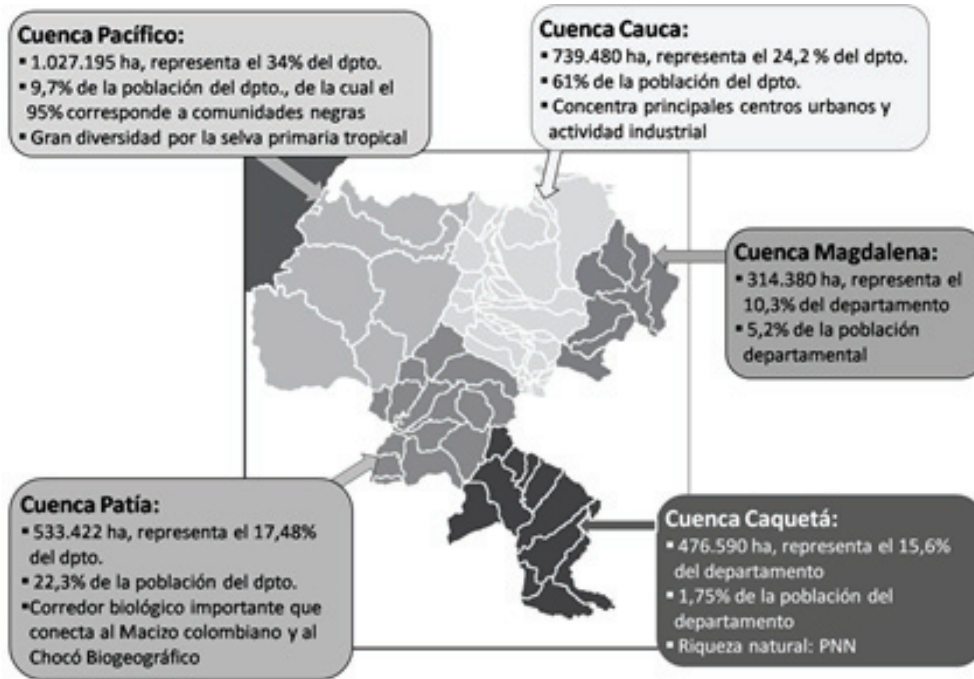 Cuenca Pacífico:
▪ 1.027.195 ha, representa el 34% del dpto.
▪ 9,7% de la población del dpto., de la cual el
95% corresponde a comunidades negras
▪ Gran diversidad por la selva primaria tropical
Cuenca Cauca:
▪ 739.480 ha, representa el 24,2 % del dpto.
▪ 61% de la población del dpto.
▪ Concentra principales centros urbanos y
actividad industrial
Cuenca Magdalena:
▪ 314.380 ha, representa el
10,3% del departamento
▪ 5,2% de la población
departamental
Cuenca Patía:
▪ 533.422 ha, representa el 17,48%
del dpto.
▪ 22,3% de la población del dpto.
▪Corredor biológico importante que
conecta al Macizo colombiano y al
Chocó Biogeográfico
Cuenca Caquetá:
▪ 476.590 ha, representa el 15,6%
del departamento
▪ 1,75% de la población del
departamento
▪ Riqueza natural: PNN